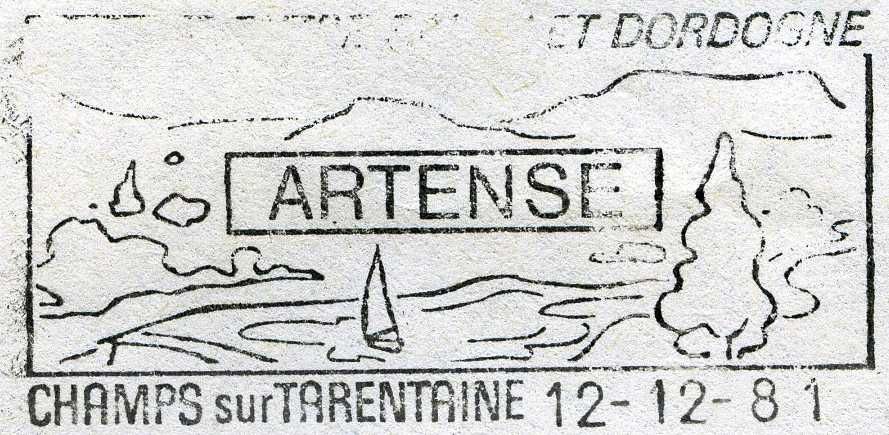 ET DORDOGNE
ARTENSE
CHAMPS sur TARENTAINE 12-12-81